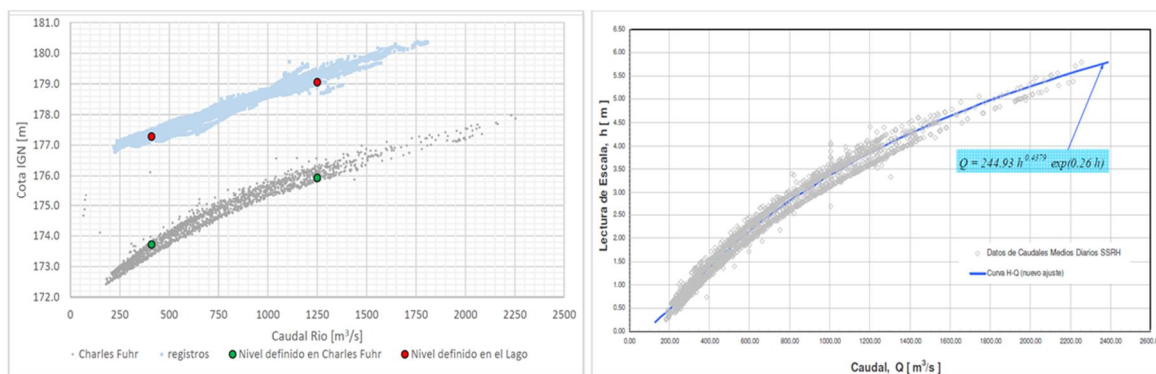 181.0
180.0
179.0
178.0
177.0
176.0
175.0
174.0
173.0
172.0
Cota IGN [m]
0 250 500 750 1000 1250 1500 1750 2000 2250 2500
Caudal Rio [m³/s]
Charles Fuhr registros Nivel definido en Charles Fuhr Nivel definido en el Lago
6.50
6.00
5.50
5.00
4.50
4.00
3.50
3.00
2.50
2.00
1.50
1.00
0.50
0.00
Lectura de Escala, h [ m ]
Q = 244.93 h^0.4379 exp(0.26 h)
Datos de Caudales Medios Diarios SSRH
Curva H-Q (nuevo ajuste)
0.00 200.00 400.00 600.00 800.00 1000.00 1200.00 1400.00 1600.00 1800.00 2000.00 2200.00 2400.00 2600.0
Caudal, Q [ m³/s ]